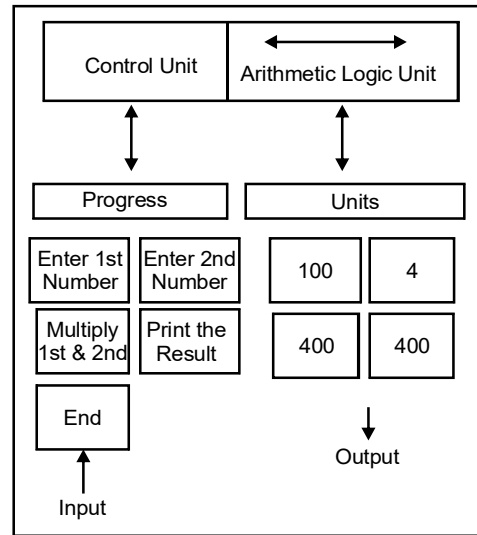 Control Unit
Arithmetic Logic Unit
Progress
Units
Enter 1st
Number
Enter 2nd
Number
100
4
Multiply
1st & 2nd
Print the
Result
400
400
End
Output
Input